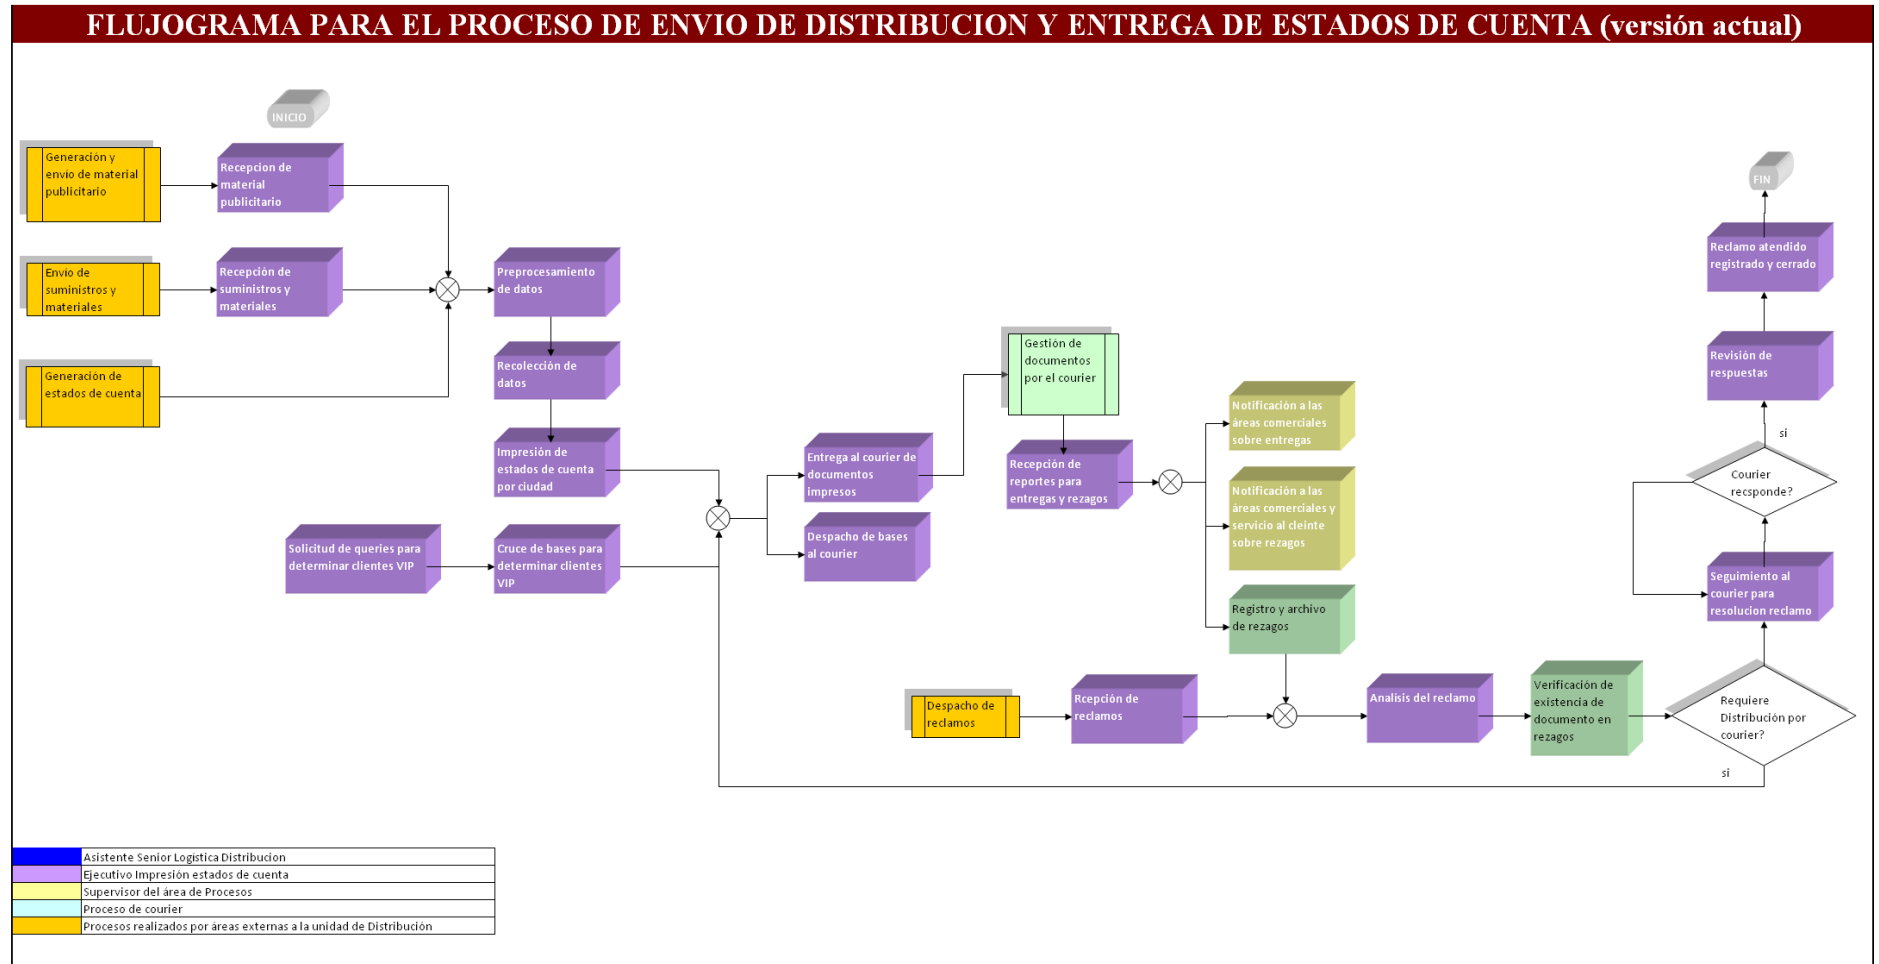 FLUJOGRAMA PARA EL PROCESO DE ENVIO DE DISTRIBUCION Y ENTREGA DE ESTADOS DE CUENTA (versión actual)
INICIO
Generación y
envio de material
publicitario
Recepcion de
material
publicitario
Envio de
suministros y
materiales
Recepción de
suministros y
materiales
Generación de
estados de cuenta
Preprocesamiento
de datos
Recolección de
datos
Impresión de
estados de cuenta
por ciudad
Solicitud de queries para
determinar clientes VIP
Cruce de bases para
determinar clientes
VIP
Entrega al courier de
documentos
impresos
Despacho de bases
al courier
Gestión de
documentos
por el courier
Recepción de
reportes para
entregas y rezagos
Notificación a las
áreas comerciales
sobre entregas
Notificación a las
áreas comerciales y
servicio al cleinte
sobre rezagos
Registro y archivo
de rezagos
Despacho de
reclamos
Rcepción de
reclamos
Analisis del reclamo
Verificación de
existencia de
documento en
rezagos
Requiere
Distribución por
courier?
si
Seguimiento al
courier para
resolucion reclamo
Courier
recsponde?
si
Revisión de
respuestas
Reclamo atendido
registrado y cerrado
FIN
Asistente Senior Logística Distribucion
Ejecutivo Impresión estados de cuenta
Supervisor del área de Procesos
Proceso de courier
Procesos realizados por áreas externas a la unidad de Distribución